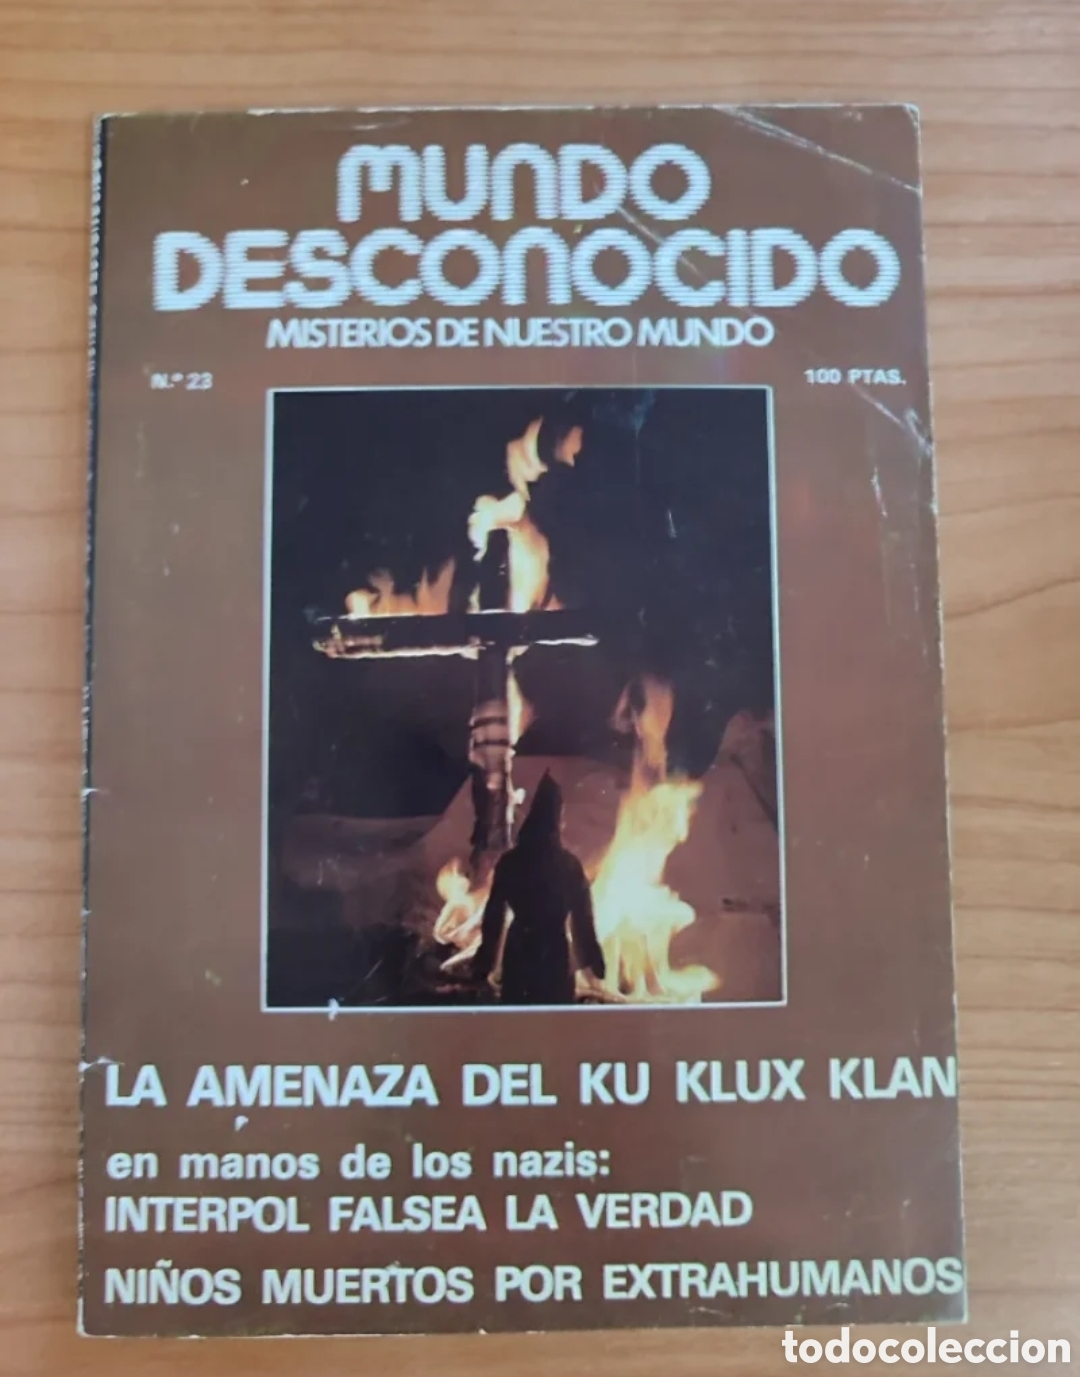 MUNDO
DESCONOCIDO
MISTERIOS DE NUESTRO MUNDO
N.º 23
100 PTAS.
LA AMENAZA DEL KU KLUX KLAN
en manos de los nazis:
INTERPOL FALSEA LA VERDAD
NIÑOS MUERTOS POR EXTRAHUMANOS
todocoleccion